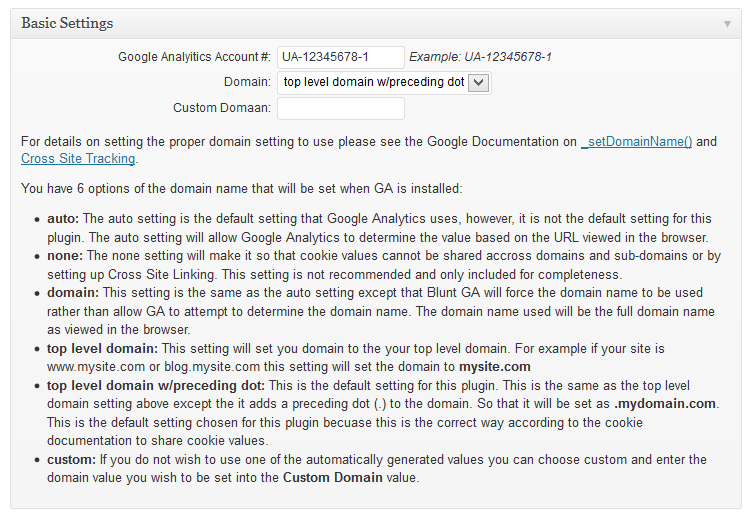 Basic Settings
Google Analyitics Account #: UA-12345678-1 Example: UA-12345678-1
Domain: top level domain w/preceding dot
Custom Domaan:
For details on setting the proper domain setting to use please see the Google Documentation on _setDomainName() and
Cross Site Tracking.
You have 6 options of the domain name that will be set when GA is installed:
• auto: The auto setting is the default setting that Google Analytics uses, however, it is not the default setting for this
plugin. The auto setting will allow Google Analytics to determine the value based on the URL viewed in the browser.
• none: The none setting will make it so that cookie values cannot be shared accross domains and sub-domains or by
setting up Cross Site Linking. This setting is not recommended and only included for completeness.
• domain: This setting is the same as the auto setting except that Blunt GA will force the domain name to be used
rather than allow GA to attempt to determine the domain name. The domain name used will be the full domain name
as viewed in the browser.
• top level domain: This setting will set you domain to the your top level domain. For example if your site is
www.mysite.com or blog.mysite.com this setting will set the domain to mysite.com
• top level domain w/preceding dot: This is the default setting for this plugin. This is the same as the top level
domain setting above except the it adds a preceding dot (.) to the domain. So that it will be set as .mydomain.com.
This is the default setting chosen for this plugin becuase this is the correct way according to the cookie
documentation to share cookie values.
• custom: If you do not wish to use one of the automatically generated values you can choose custom and enter the
domain value you wish to be set into the Custom Domain value.